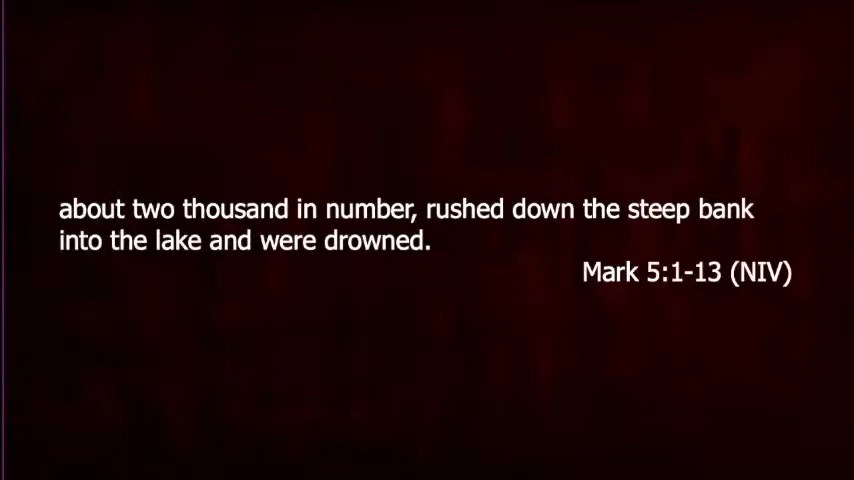 about two thousand in number, rushed down the steep bank
into the lake and were drowned.
Mark 5:1-13 (NIV)